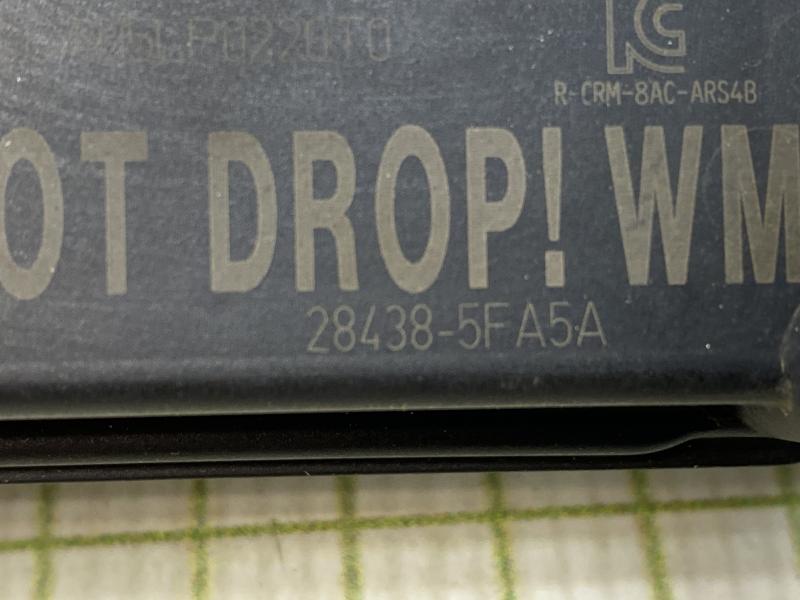 R-CRM-8AC-ARS4B
OT DROP! WM
28438-5FA5A